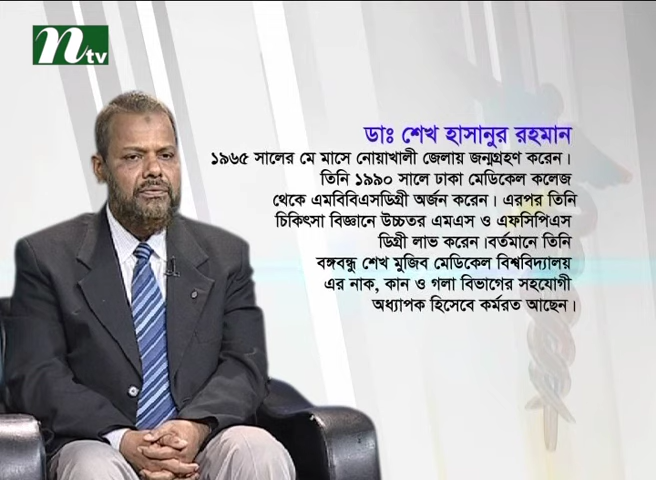 ntv
ডাঃ শেখ হাসানুর রহমান
১৯৬৫ সালের মে মাসে নোয়াখালী জেলায় জন্মগ্রহণ করেন।
তিনি ১৯৯০ সালে ঢাকা মেডিকেল কলেজ
থেকে এমবিবিএসডিগ্রী অর্জন করেন। এরপর তিনি
চিকিৎসা বিজ্ঞানে উচ্চতর এমএস ও এফসিপিএস
ডিগ্রী লাভ করেন।বর্তমানে তিনি
বঙ্গবন্ধু শেখ মুজিব মেডিকেল বিশ্ববিদ্যালয়
এর নাক, কান ও গলা বিভাগের সহযোগী
অধ্যাপক হিসেবে কর্মরত আছেন।